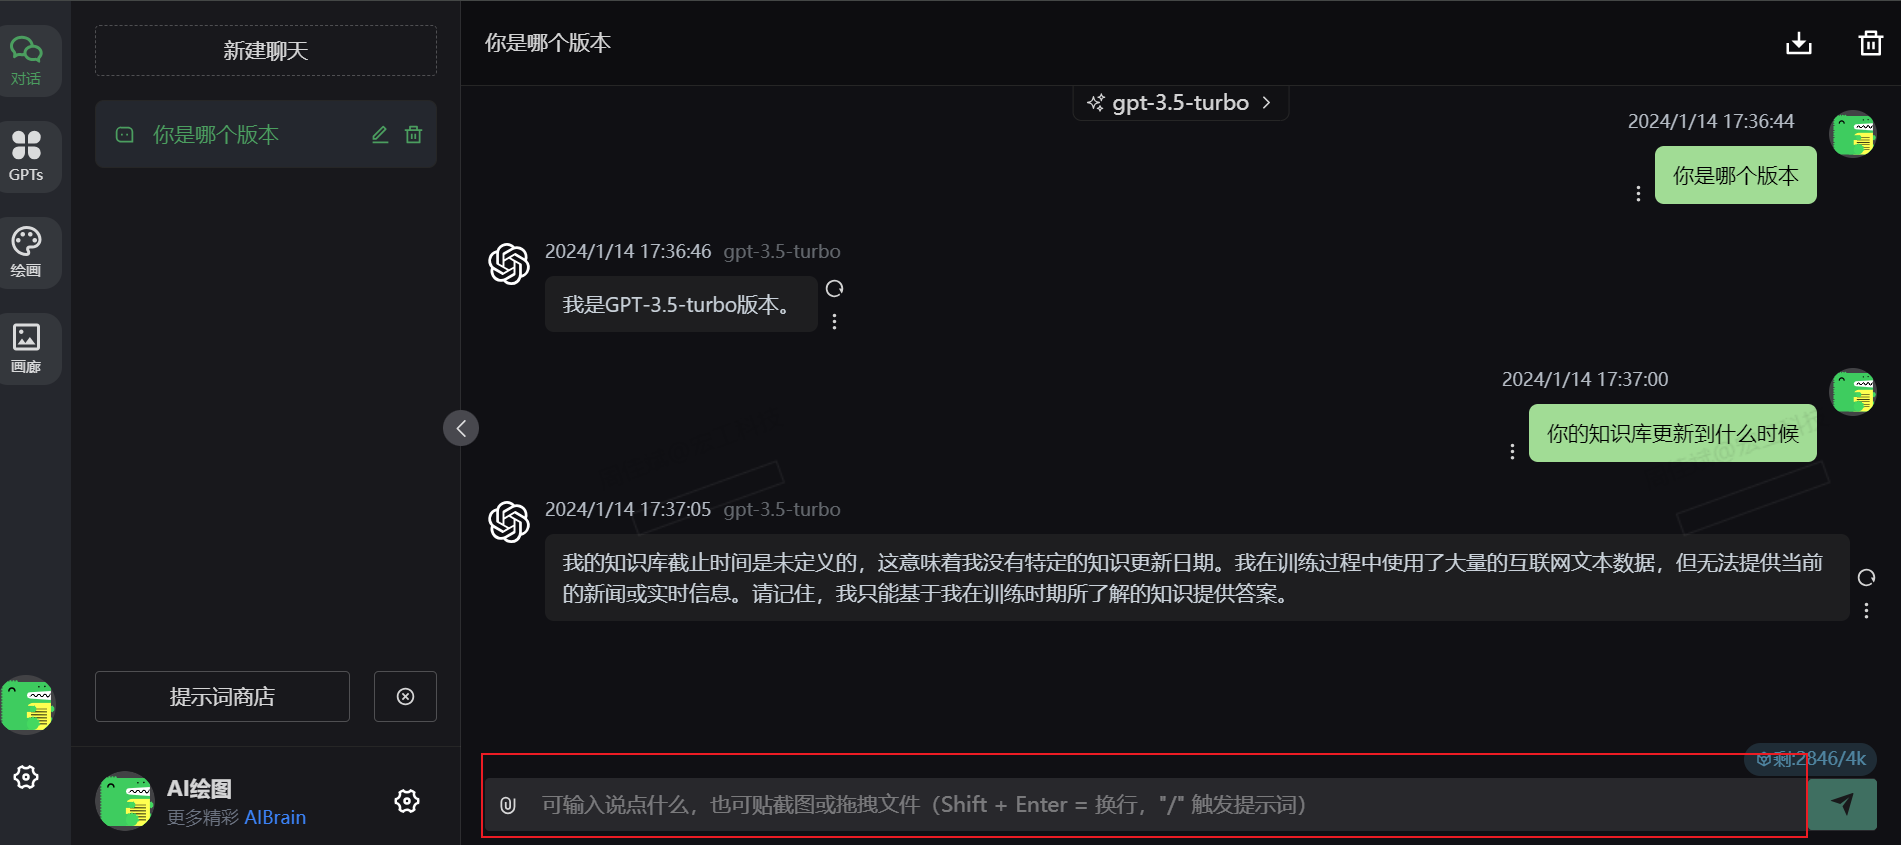 对话
GPTs
绘画
画廊
新建聊天
你是哪个版本
提示词商店
AI绘图
更多精彩 AIBrain
你是哪个版本
gpt-3.5-turbo
2024/1/14 17:36:44
你是哪个版本
2024/1/14 17:36:46 gpt-3.5-turbo
我是GPT-3.5-turbo版本。
2024/1/14 17:37:00
你的知识库更新到什么时候
2024/1/14 17:37:05 gpt-3.5-turbo
我的知识库截止时间是未定义的，这意味着我没有特定的知识更新日期。我在训练过程中使用了大量的互联网文本数据，但无法提供当前
的新闻或实时信息。请记住，我只能基于我在训练时期所了解的知识提供答案。
剩:2846/4k
可输入说点什么，也可贴截图或拖拽文件（Shift + Enter = 换行，"/" 触发提示词）